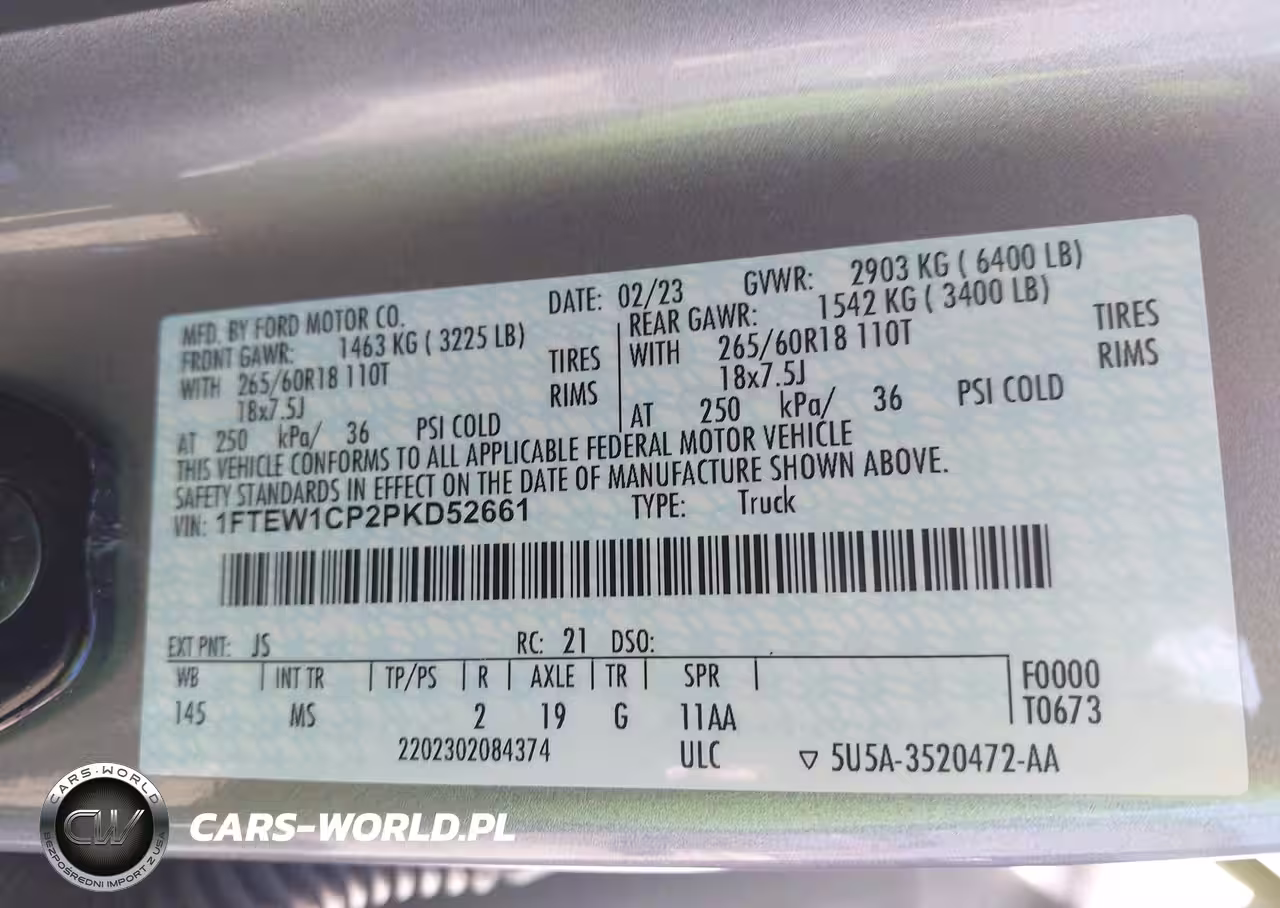 MFD. BY FORD MOTOR CO. DATE: 02/23 GVWR: 2903 KG ( 6400 LB)
FRONT GAWR: 1463 KG ( 3225 LB) REAR GAWR: 1542 KG ( 3400 LB)
WITH 265/60R18 110T TIRES WITH 265/60R18 110T TIRES
18x7.5J RIMS 18x7.5J RIMS
AT 250 kPa/ 36 PSI COLD AT 250 kPa/ 36 PSI COLD
THIS VEHICLE CONFORMS TO ALL APPLICABLE FEDERAL MOTOR VEHICLE
SAFETY STANDARDS IN EFFECT ON THE DATE OF MANUFACTURE SHOWN ABOVE.
VIN: 1FTEW1CP2PKD52661 TYPE: Truck
EXT PNT: JS RC: 21 DSO:
WB INT TR TP/PS R AXLE TR SPR F0000
145 MS 2 19 G 11AA T0673
2202302084374 ULC ▽ 5U5A-3520472-AA
CARS-WORLD
CW
BEZPOŚREDNI IMPORT Z USA
CARS-WORLD.PL